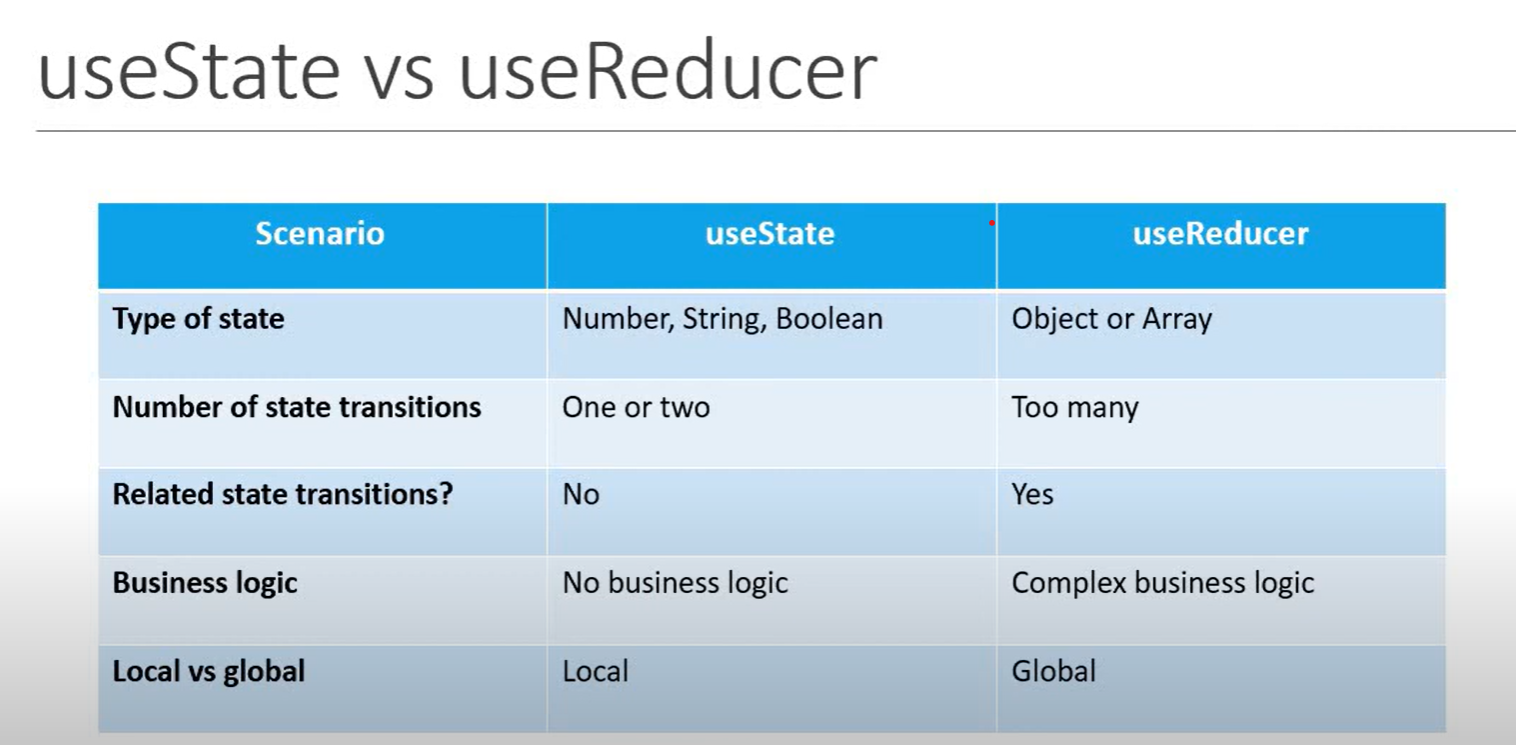 useState vs useReducer
Scenario useState useReducer
Type of state Number, String, Boolean Object or Array
Number of state transitions One or two Too many
Related state transitions? No Yes
Business logic No business logic Complex business logic
Local vs global Local Global